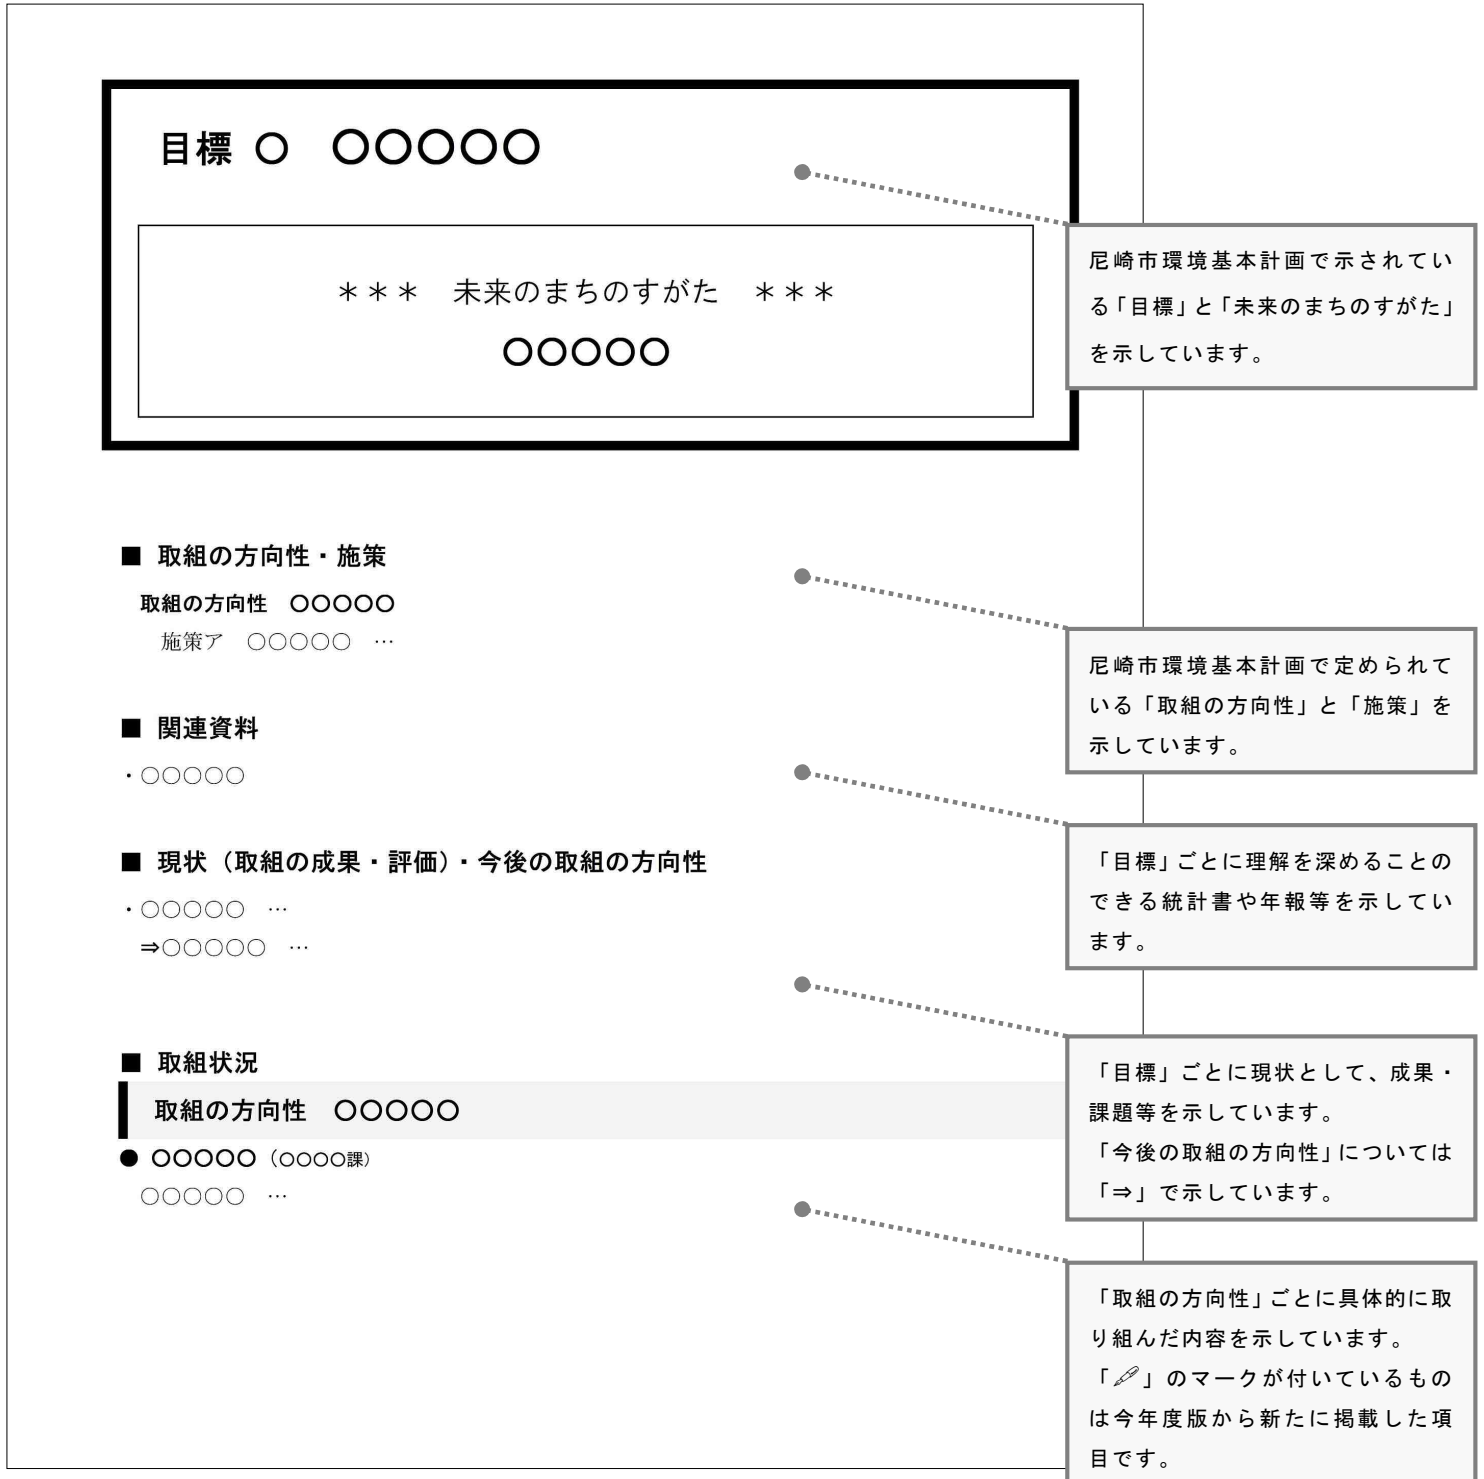 目標 ○　○○○○○
＊＊＊　未来のまちのすがた　＊＊＊
○○○○○
尼崎市環境基本計画で示されてい
る「目標」と「未来のまちのすがた」
を示しています。
■ 取組の方向性・施策
取組の方向性　○○○○○
施策ア　○○○○○　…
尼崎市環境基本計画で定められて
いる「取組の方向性」と「施策」を
示しています。
■ 関連資料
・○○○○○
「目標」ごとに理解を深めることの
できる統計書や年報等を示してい
ます。
■ 現状（取組の成果・評価）・今後の取組の方向性
・○○○○○　…
⇒○○○○○　…
「目標」ごとに現状として、成果・
課題等を示しています。
「今後の取組の方向性」については
「⇒」で示しています。
■ 取組状況
取組の方向性　○○○○○
● ○○○○○（○○○○課）
○○○○○　…
「取組の方向性」ごとに具体的に取
り組んだ内容を示しています。
「🖊」のマークが付いているもの
は今年度版から新たに掲載した項
目です。